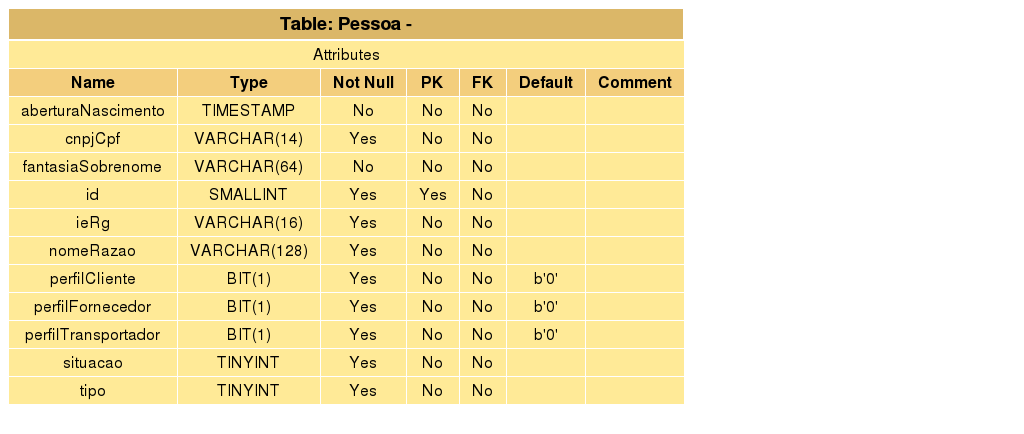 Table: Pessoa -
Attributes
Name Type Not Null PK FK Default Comment
aberturaNascimento TIMESTAMP No No No
cnpjCpf VARCHAR(14) Yes No No
fantasiaSobrenome VARCHAR(64) No No No
id SMALLINT Yes Yes No
ieRg VARCHAR(16) Yes No No
nomeRazao VARCHAR(128) Yes No No
perfilCliente BIT(1) Yes No No b'0'
perfilFornecedor BIT(1) Yes No No b'0'
perfilTransportador BIT(1) Yes No No b'0'
situacao TINYINT Yes No No
tipo TINYINT Yes No No